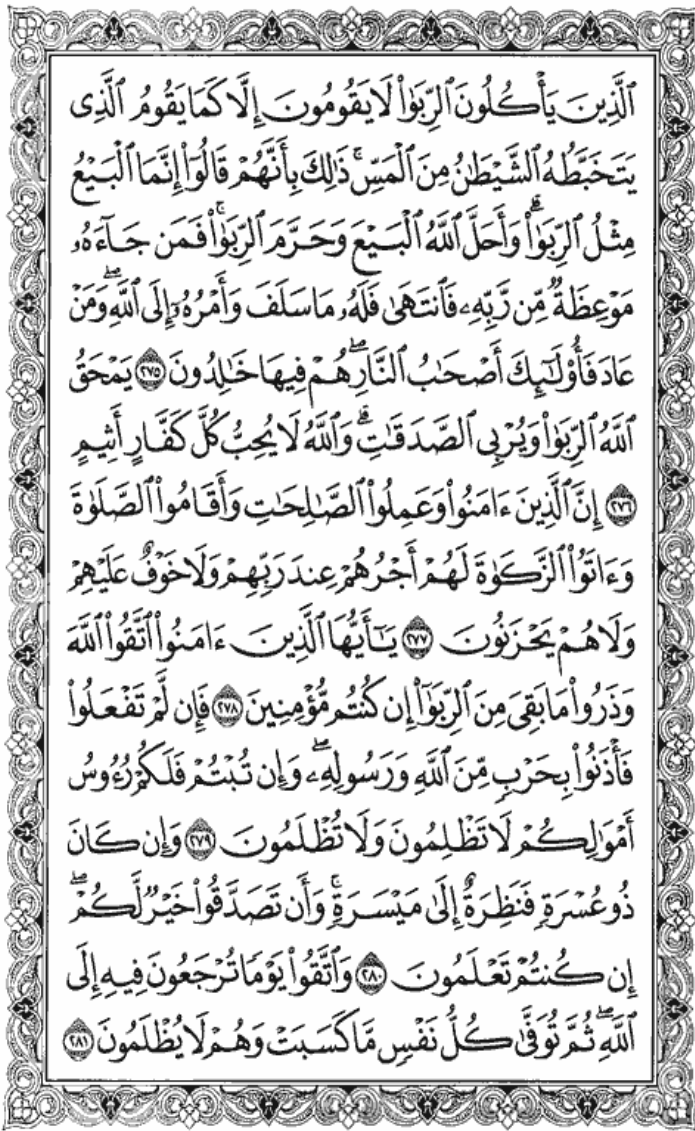 ٱلَّذِينَ يَأْكُلُونَ ٱلرِّبَوٰا۟ لَا يَقُومُونَ إِلَّا كَمَا يَقُومُ ٱلَّذِى
يَتَخَبَّطُهُ ٱلشَّيْطَـٰنُ مِنَ ٱلْمَسِّ ۚ ذَٰلِكَ بِأَنَّهُمْ قَالُوٓا۟ إِنَّمَا ٱلْبَيْعُ
مِثْلُ ٱلرِّبَوٰا۟ ۗ وَأَحَلَّ ٱللَّهُ ٱلْبَيْعَ وَحَرَّمَ ٱلرِّبَوٰا۟ ۚ فَمَن جَآءَهُۥ
مَوْعِظَةٌ مِّن رَّبِّهِۦ فَٱنتَهَىٰ فَلَهُۥ مَا سَلَفَ وَأَمْرُهُۥٓ إِلَى ٱللَّهِ ۖ وَمَنْ
عَادَ فَأُو۟لَـٰٓئِكَ أَصْحَـٰبُ ٱلنَّارِ ۖ هُمْ فِيهَا خَـٰلِدُونَ ٢٧٥ يَمْحَقُ
ٱللَّهُ ٱلرِّبَوٰا۟ وَيُرْبِى ٱلصَّدَقَـٰتِ ۗ وَٱللَّهُ لَا يُحِبُّ كُلَّ كَفَّارٍ أَثِيمٍ
٢٧٦ إِنَّ ٱلَّذِينَ ءَامَنُوا۟ وَعَمِلُوا۟ ٱلصَّـٰلِحَـٰتِ وَأَقَامُوا۟ ٱلصَّلَوٰةَ
وَءَاتَوُا۟ ٱلزَّكَوٰةَ لَهُمْ أَجْرُهُمْ عِندَ رَبِّهِمْ وَلَا خَوْفٌ عَلَيْهِمْ
وَلَا هُمْ يَحْزَنُونَ ٢٧٧ يَـٰٓأَيُّهَا ٱلَّذِينَ ءَامَنُوا۟ ٱتَّقُوا۟ ٱللَّهَ
وَذَرُوا۟ مَا بَقِىَ مِنَ ٱلرِّبَوٰٓا۟ إِن كُنتُم مُّؤْمِنِينَ ٢٧٨ فَإِن لَّمْ تَفْعَلُوا۟
فَأْذَنُوا۟ بِحَرْبٍ مِّنَ ٱللَّهِ وَرَسُولِهِۦ ۖ وَإِن تُبْتُمْ فَلَكُمْ رُءُوسُ
أَمْوَٰلِكُمْ لَا تَظْلِمُونَ وَلَا تُظْلَمُونَ ٢٧٩ وَإِن كَانَ
ذُو عُسْرَةٍ فَنَظِرَةٌ إِلَىٰ مَيْسَرَةٍ ۚ وَأَن تَصَدَّقُوا۟ خَيْرٌ لَّكُمْ ۖ
إِن كُنتُمْ تَعْلَمُونَ ٢٨٠ وَٱتَّقُوا۟ يَوْمًا تُرْجَعُونَ فِيهِ إِلَى
ٱللَّهِ ۖ ثُمَّ تُوَفَّىٰ كُلُّ نَفْسٍ مَّا كَسَبَتْ وَهُمْ لَا يُظْلَمُونَ ٢٨١